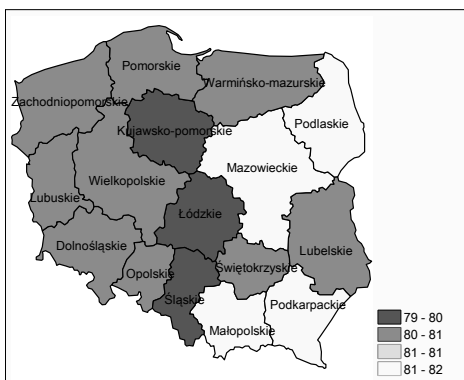 Pomorskie
Warmińsko-mazurskie
Zachodniopomorskie
Podlaskie
Kujawsko-pomorskie
Mazowieckie
Wielkopolskie
Lubuskie
Łódzkie
Dolnośląskie
Lubelskie
Opolskie
Świętokrzyskie
Śląskie
Podkarpackie
Małopolskie
79 - 80
80 - 81
81 - 81
81 - 82